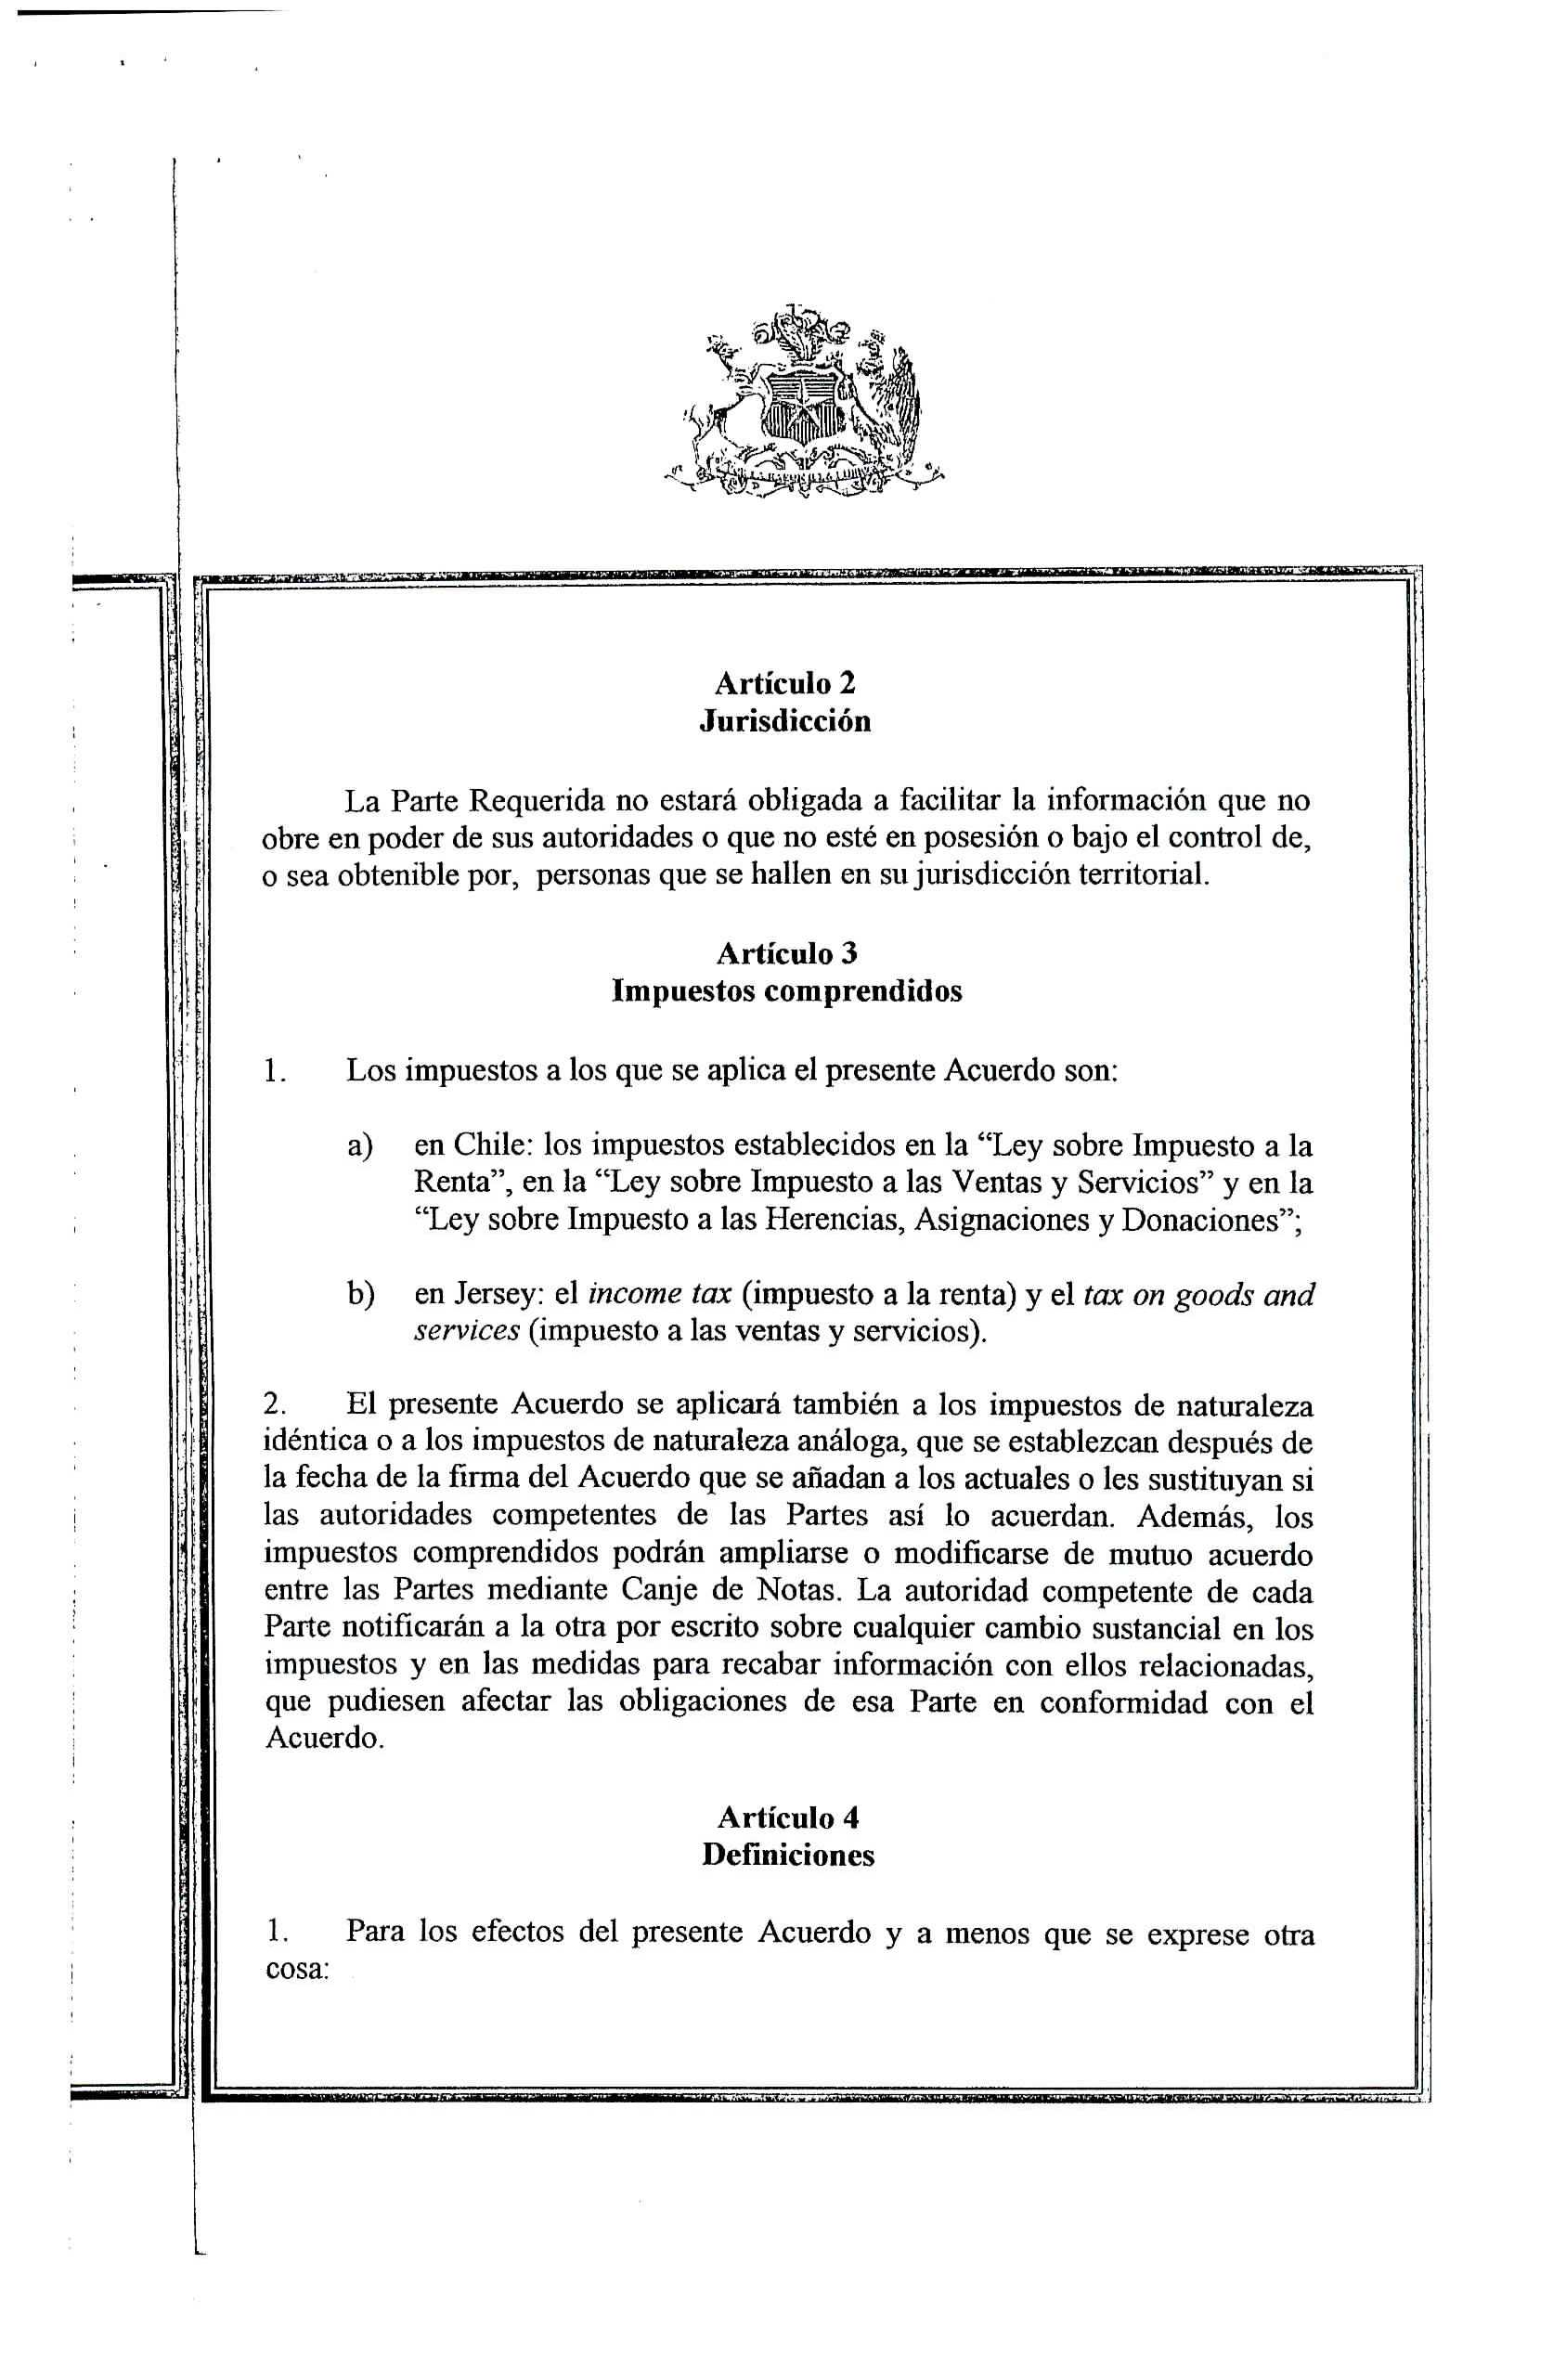 Artículo 2
Jurisdicción
La Parte Requerida no estará obligada a facilitar la información que no
obre en poder de sus autoridades o que no esté en posesión o bajo el control de,
o sea obtenible por, personas que se hallen en su jurisdicción territorial.
Artículo 3
Impuestos comprendidos
1. Los impuestos a los que se aplica el presente Acuerdo son:
a) en Chile: los impuestos establecidos en la “Ley sobre Impuesto a la
Renta”, en la “Ley sobre Impuesto a las Ventas y Servicios” y en la
“Ley sobre Impuesto a las Herencias, Asignaciones y Donaciones”;
b) en Jersey: el income tax (impuesto a la renta) y el tax on goods and
services (impuesto a las ventas y servicios).
2. El presente Acuerdo se aplicará también a los impuestos de naturaleza
idéntica o a los impuestos de naturaleza análoga, que se establezcan después de
la fecha de la firma del Acuerdo que se añadan a los actuales o les sustituyan si
las autoridades competentes de las Partes así lo acuerdan. Además, los
impuestos comprendidos podrán ampliarse o modificarse de mutuo acuerdo
entre las Partes mediante Canje de Notas. La autoridad competente de cada
Parte notificarán a la otra por escrito sobre cualquier cambio sustancial en los
impuestos y en las medidas para recabar información con ellos relacionadas,
que pudiesen afectar las obligaciones de esa Parte en conformidad con el
Acuerdo.
Artículo 4
Definiciones
1. Para los efectos del presente Acuerdo y a menos que se exprese otra
cosa: